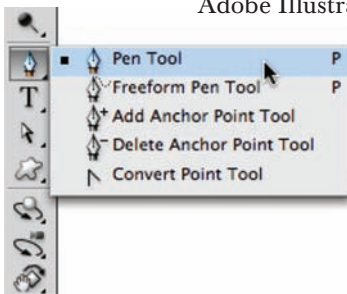 Adobe Illustra
Pen Tool P
Freeform Pen Tool P
Add Anchor Point Tool
Delete Anchor Point Tool
Convert Point Tool